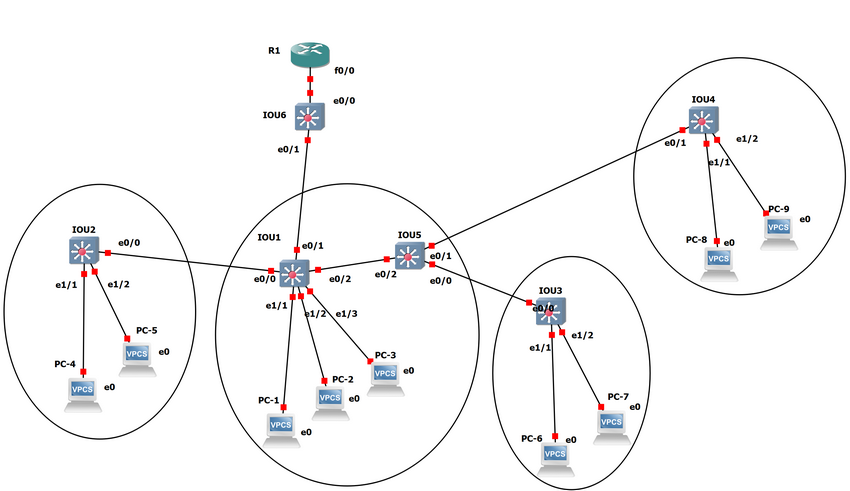 R1
f0/0
e0/0
IOU6
e0/1
IOU4
e0/1
e1/2
e1/1
PC-9
e0
VPCS
PC-8
e0
VPCS
IOU2
e0/0
e1/1
e1/2
PC-5
VPCS
e0
PC-4
VPCS
e0
IOU1
e0/1
e0/0
e0/2
e1/1
e1/2
e1/3
PC-3
VPCS
e0
PC-2
VPCS
e0
PC-1
VPCS
e0
IOU5
e0/1
e0/2
e0/0
IOU3
e0/0
e1/1
e1/2
PC-7
e0
VPCS
PC-6
e0
VPCS